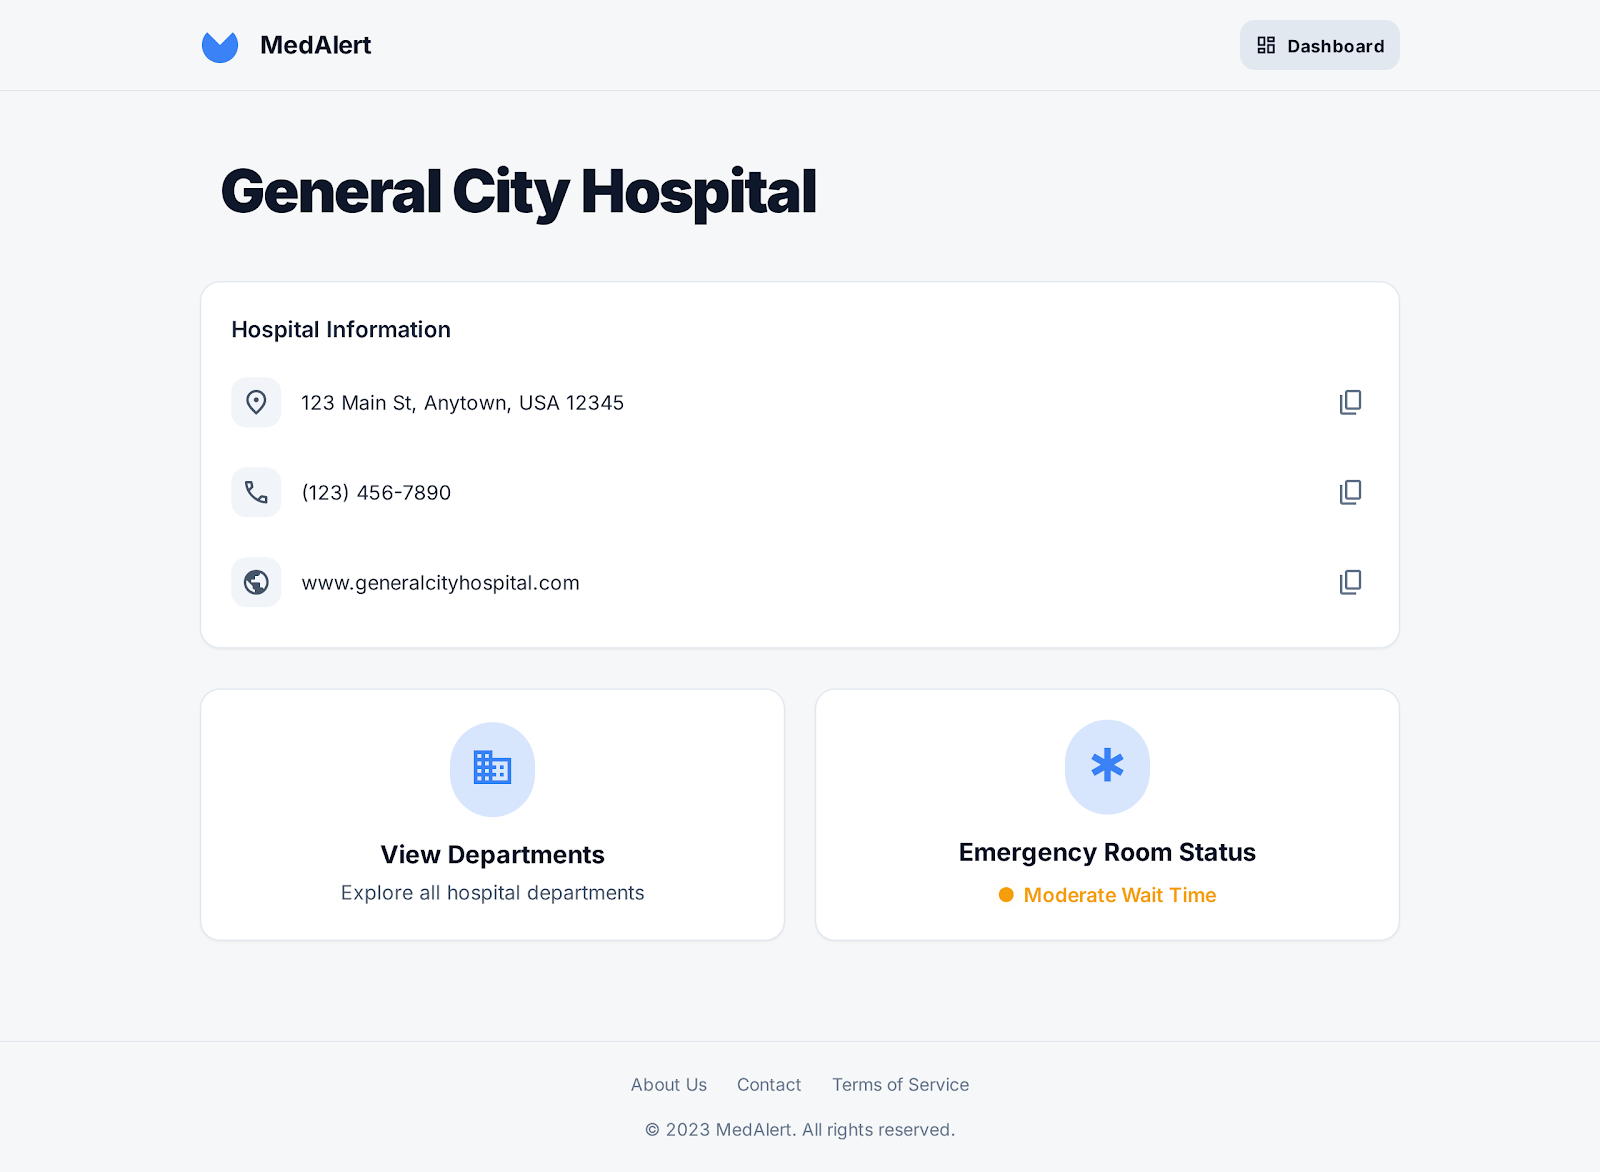 MedAlert
Dashboard
General City Hospital
Hospital Information
123 Main St, Anytown, USA 12345
(123) 456-7890
www.generalcityhospital.com
View Departments
Explore all hospital departments
Emergency Room Status
Moderate Wait Time
About Us
Contact
Terms of Service
© 2023 MedAlert. All rights reserved.